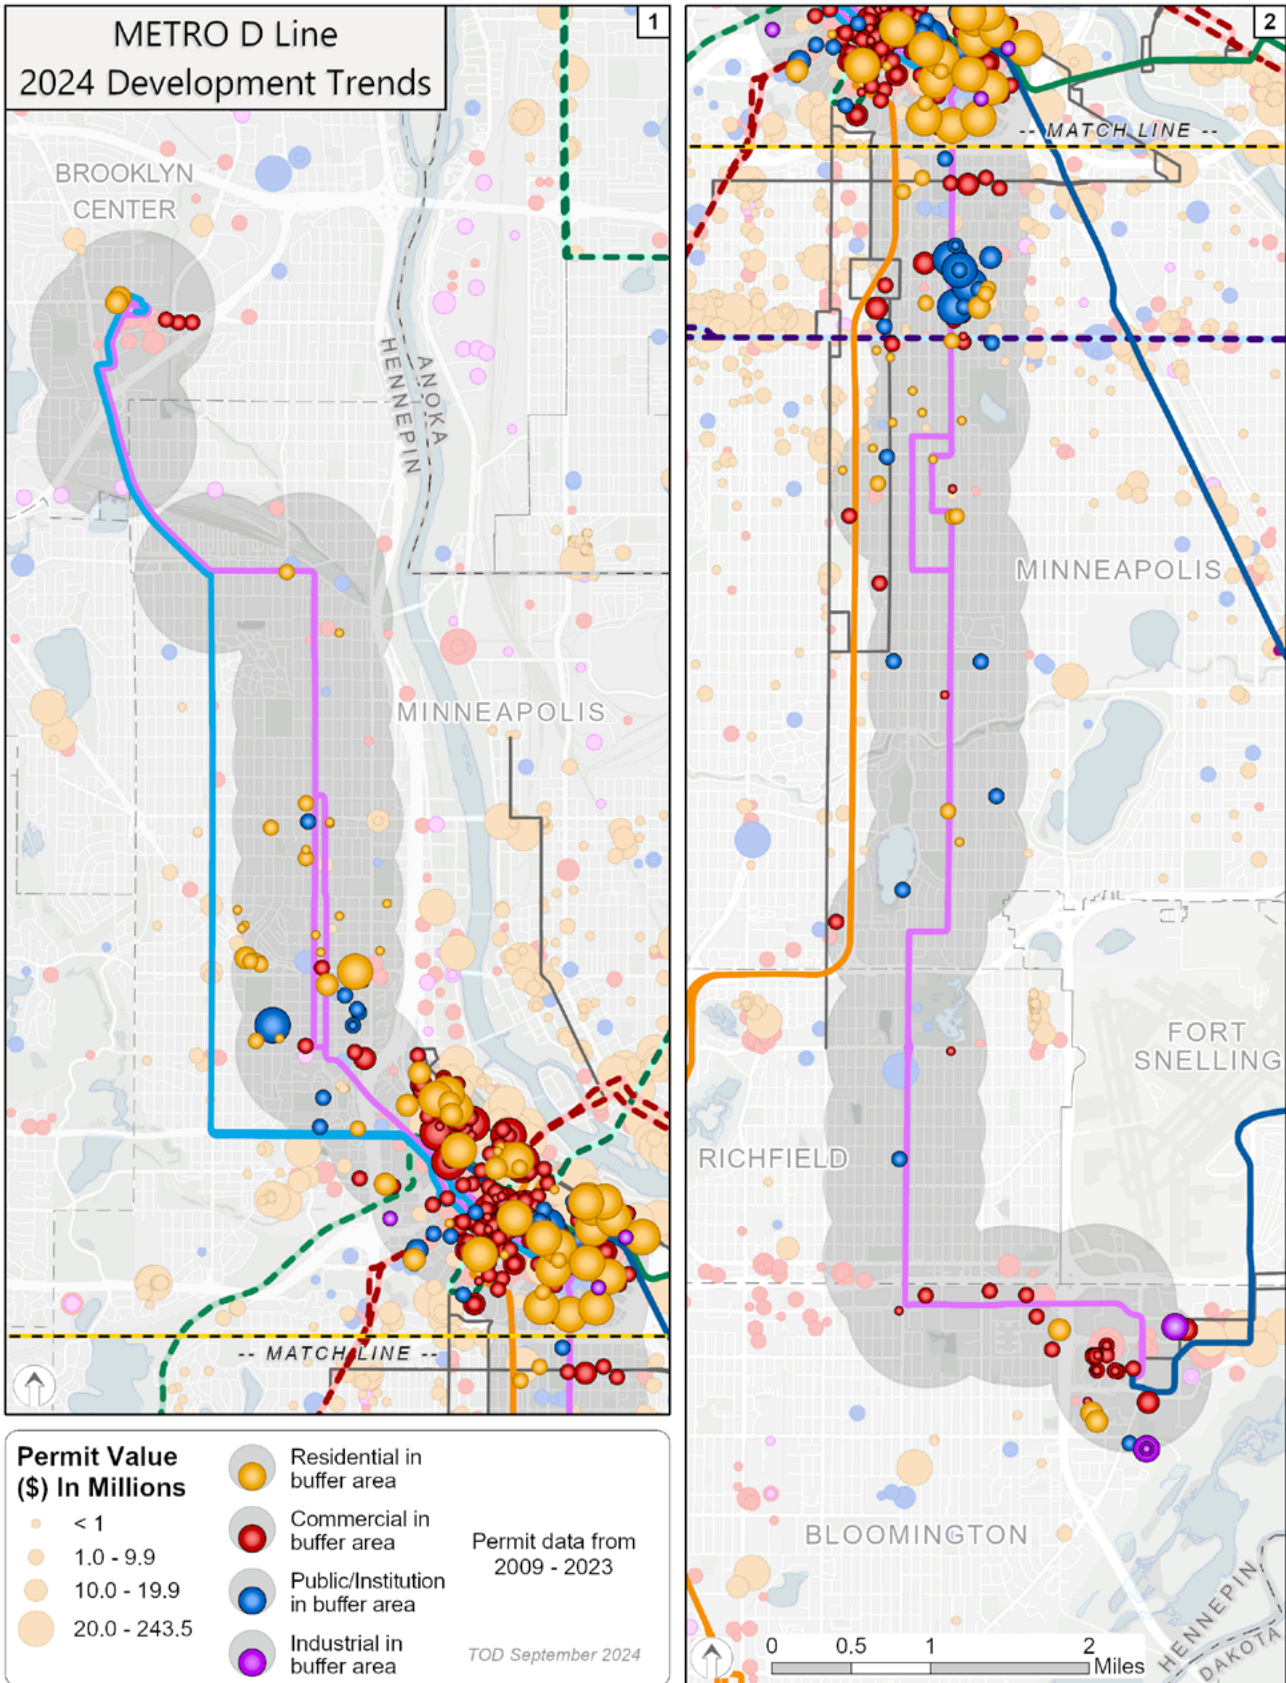 METRO D Line
2024 Development Trends
1
BROOKLYN
CENTER
ANOKA
HENNEPIN
MINNEAPOLIS
-- MATCH LINE --
2
-- MATCH LINE --
MINNEAPOLIS
FORT
SNELLING
RICHFIELD
BLOOMINGTON
HENNEPIN
DAKOTA
0 0.5 1 2
Miles
Permit Value
($) In Millions
< 1
1.0 - 9.9
10.0 - 19.9
20.0 - 243.5
Residential in
buffer area
Commercial in
buffer area
Public/Institution
in buffer area
Industrial in
buffer area
Permit data from
2009 - 2023
TOD September 2024